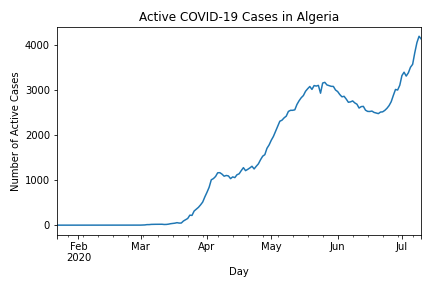 Active COVID-19 Cases in Algeria
Number of Active Cases
4000
3000
2000
1000
0
Feb
2020
Mar
Apr
May
Jun
Jul
Day